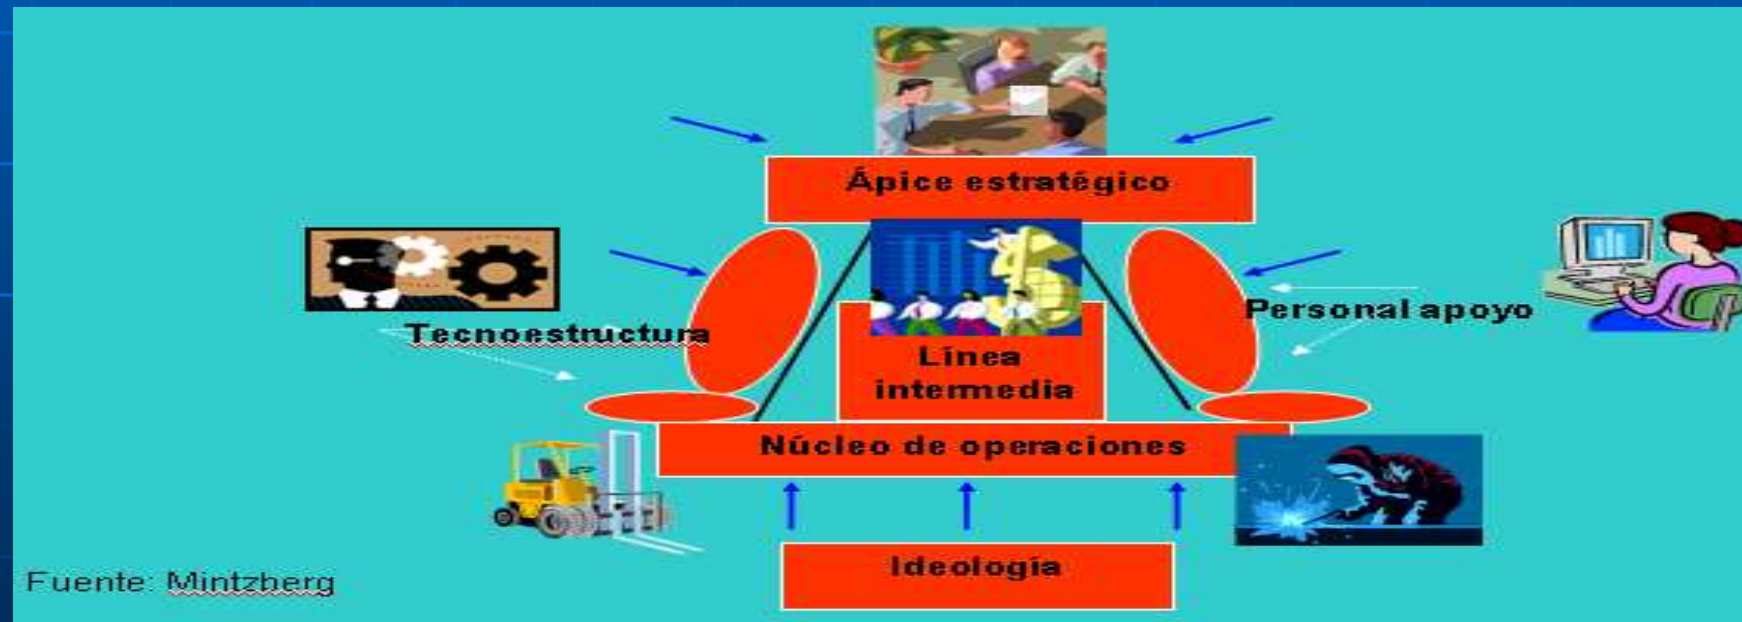 Ápice estratégico
Personal apoyo
Tecnoestructura
Línea
intermedia
Núcleo de operaciones
Ideología
Fuente: Mintzberg